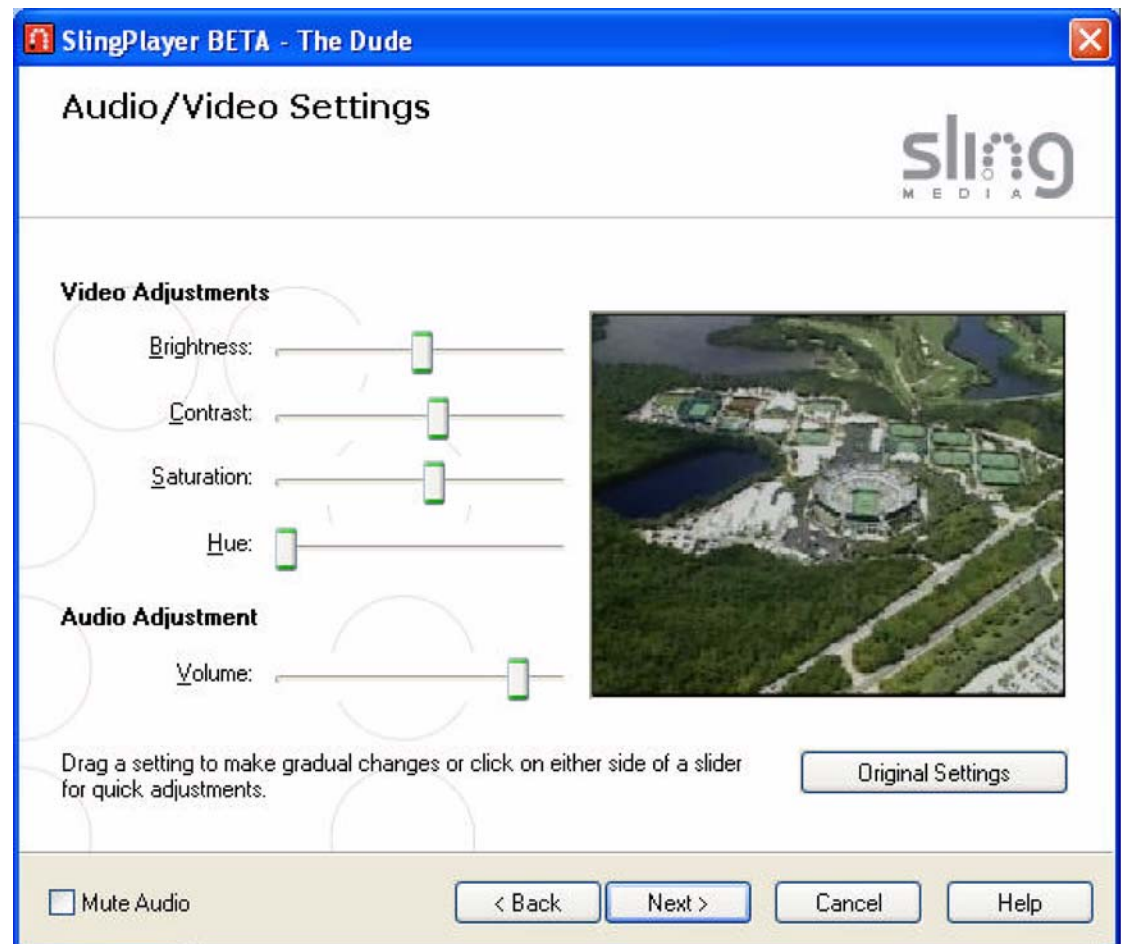 SlingPlayer BETA - The Dude
Audio/Video Settings
sling
MEDIA
Video Adjustments
Brightness:
Contrast:
Saturation:
Hue:
Audio Adjustment
Volume:
Drag a setting to make gradual changes or click on either side of a slider
for quick adjustments.
Original Settings
Mute Audio
< Back
Next >
Cancel
Help